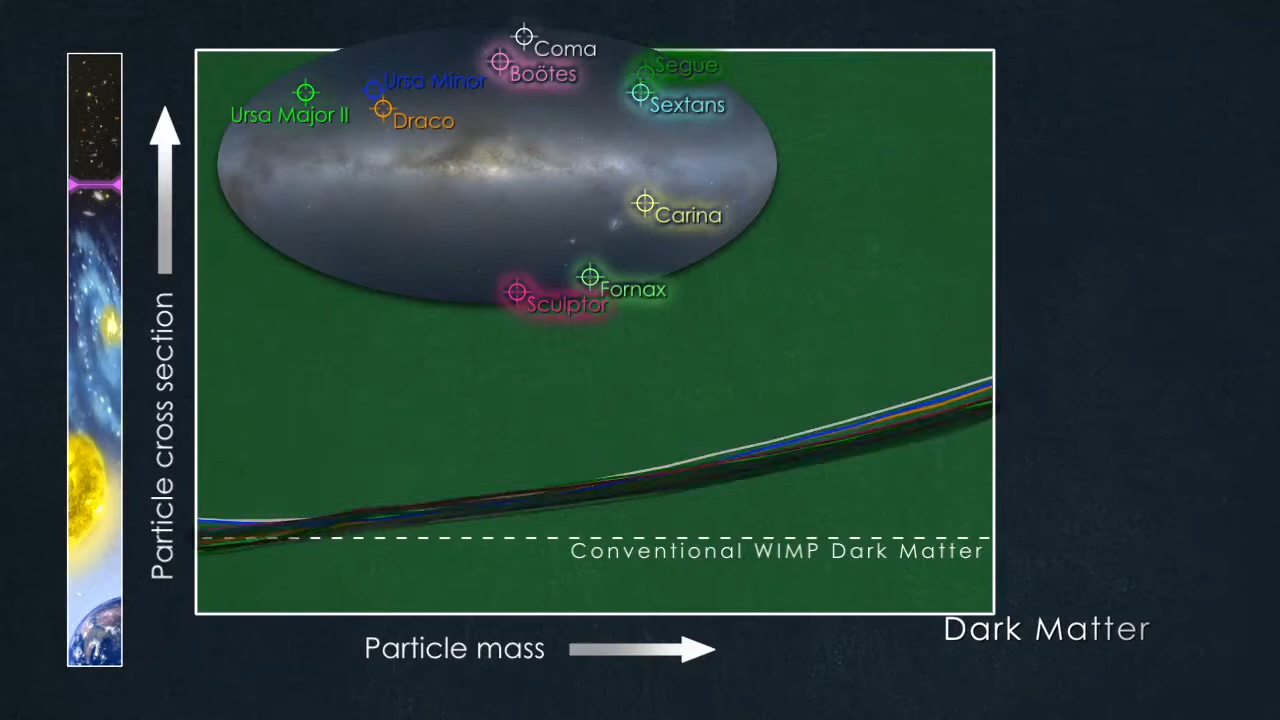 Coma
Boötes
Segue
Ursa Minor
Sextans
Ursa Major II
Draco
Carina
Fornax
Sculptor
Particle cross section
Conventional WIMP Dark Matter
Particle mass
Dark Matter